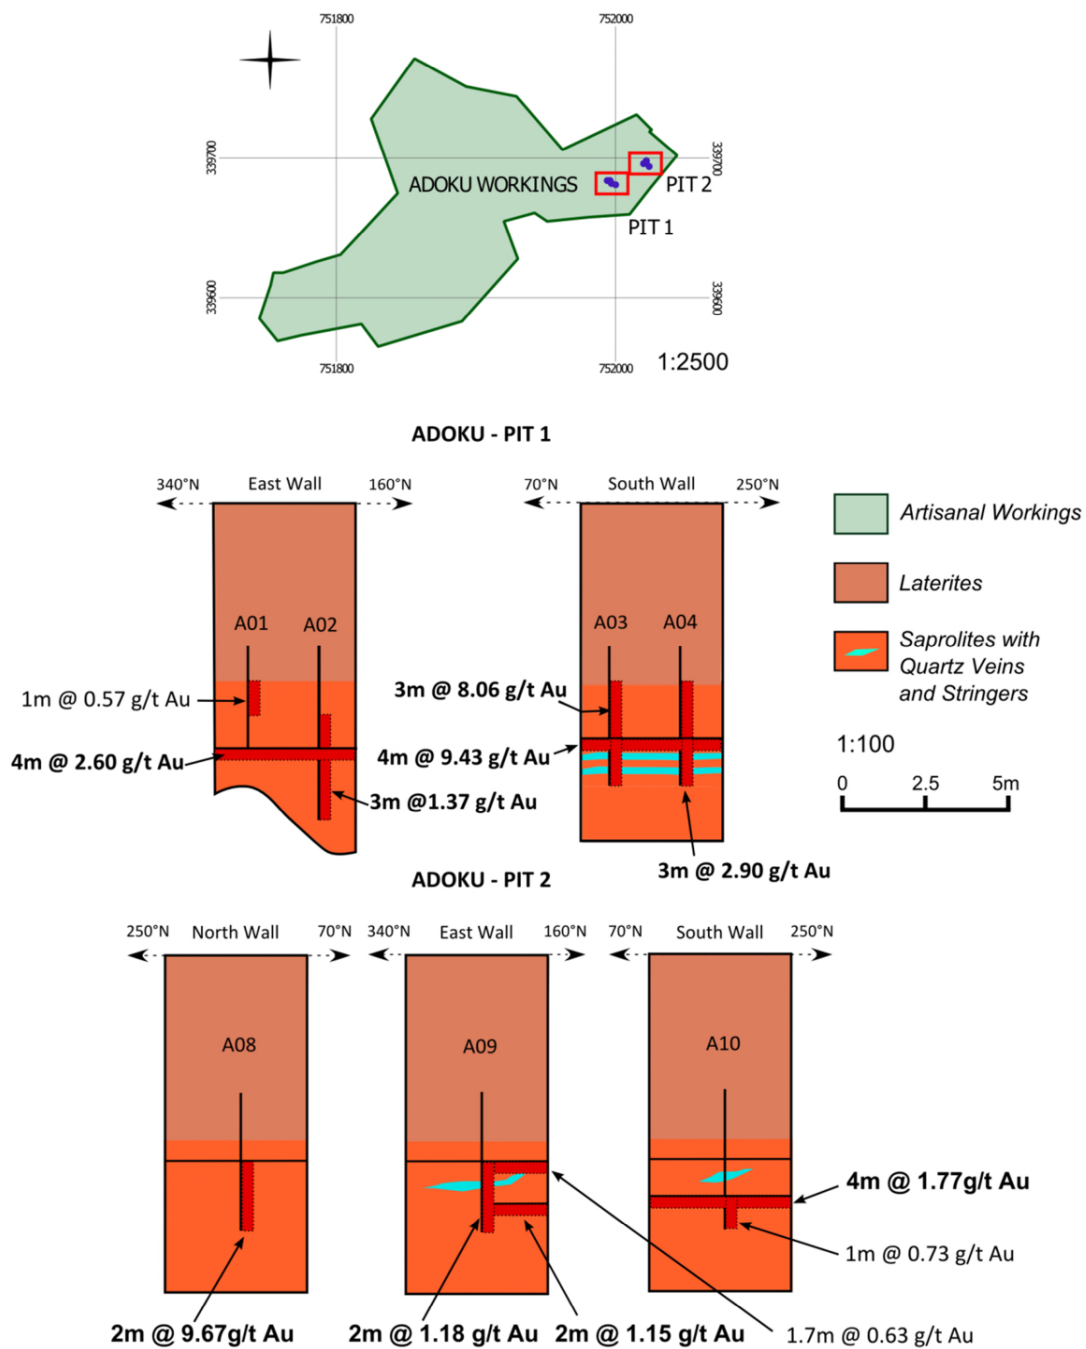 751800 752000
339700 339700
ADOKU WORKINGS
PIT 2
PIT 1
339600 339600
751800 752000
1:2500
ADOKU - PIT 1
340°N East Wall 160°N
70°N South Wall 250°N
Artisanal Workings
Laterites
Saprolites with
Quartz Veins
and Stringers
A01 A02
A03 A04
1m @ 0.57 g/t Au
4m @ 2.60 g/t Au
3m @1.37 g/t Au
3m @ 8.06 g/t Au
4m @ 9.43 g/t Au
3m @ 2.90 g/t Au
1:100
0 2.5 5m
ADOKU - PIT 2
250°N North Wall 70°N
340°N East Wall 160°N
70°N South Wall 250°N
A08
A09
A10
4m @ 1.77g/t Au
1m @ 0.73 g/t Au
2m @ 9.67g/t Au
2m @ 1.18 g/t Au
2m @ 1.15 g/t Au
1.7m @ 0.63 g/t Au